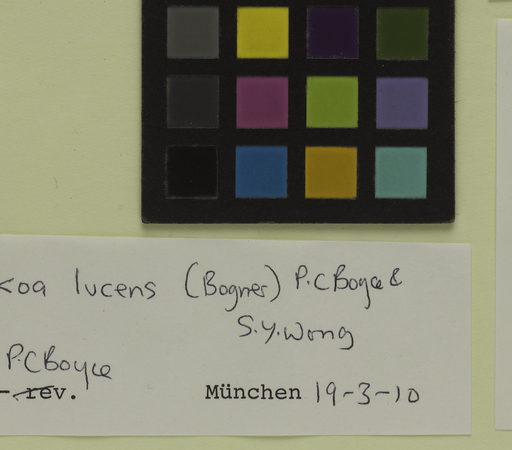 koa lucens (Bogner) P.C Boyce &
S.Y. Wong
P.C Boyce
- rev. München 19-3-10